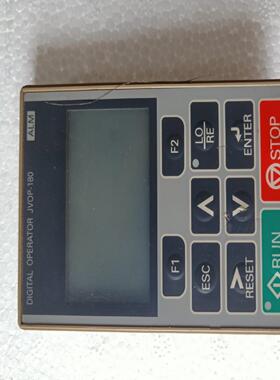 ALM
DIGITAL OPERATOR JVOP-180
F1
F2
ESC
LO
RE
RESET
ENTER
RUN
STOP